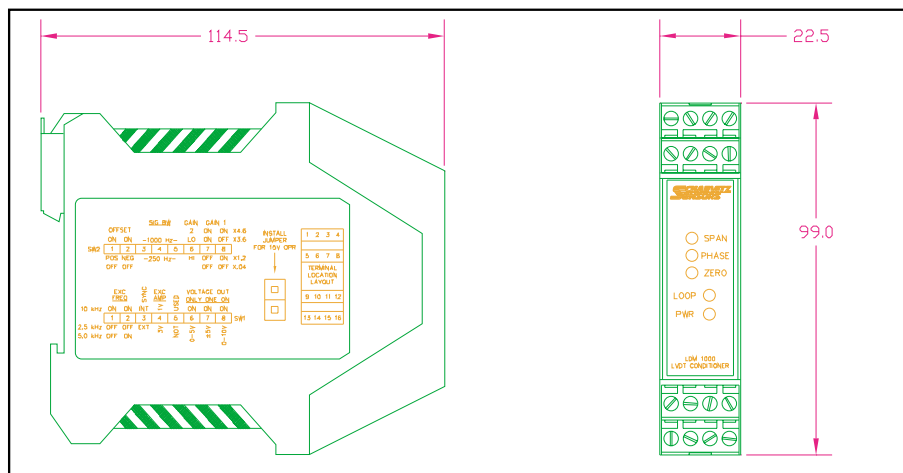 114.5
22.5
99.0
SIG BW GAIN GAIN 1
OFFSET 2 ON ON X4.6
ON ON ~1000 Hz~ LO ON OFF X3.6
SW2 1 2 3 4 5 6 7 8
POS NEG ~250 Hz~ HI OFF ON X1.2
OFF OFF OFF OFF X.04
INSTALL
JUMPER
FOR 15V OPR
1 2 3 4
5 6 7 8
TERMINAL
LOCATION
LAYOUT
9 10 11 12
13 14 15 16
EXC FREQ SYNC EXC AMP VOLTAGE OUT
ONLY ONE ON
10 kHz ON ON INT 1V USED ON ON ON
1 2 3 4 5 6 7 8 SW1
2.5 kHz OFF OFF EXT 3V NOT 0-5V ±5V 0-10V
5.0 kHz OFF ON
SCHAEVITZ
SENSORS
SPAN
PHASE
ZERO
LOOP
PWR
LDM 1000
LVDT CONDITIONER